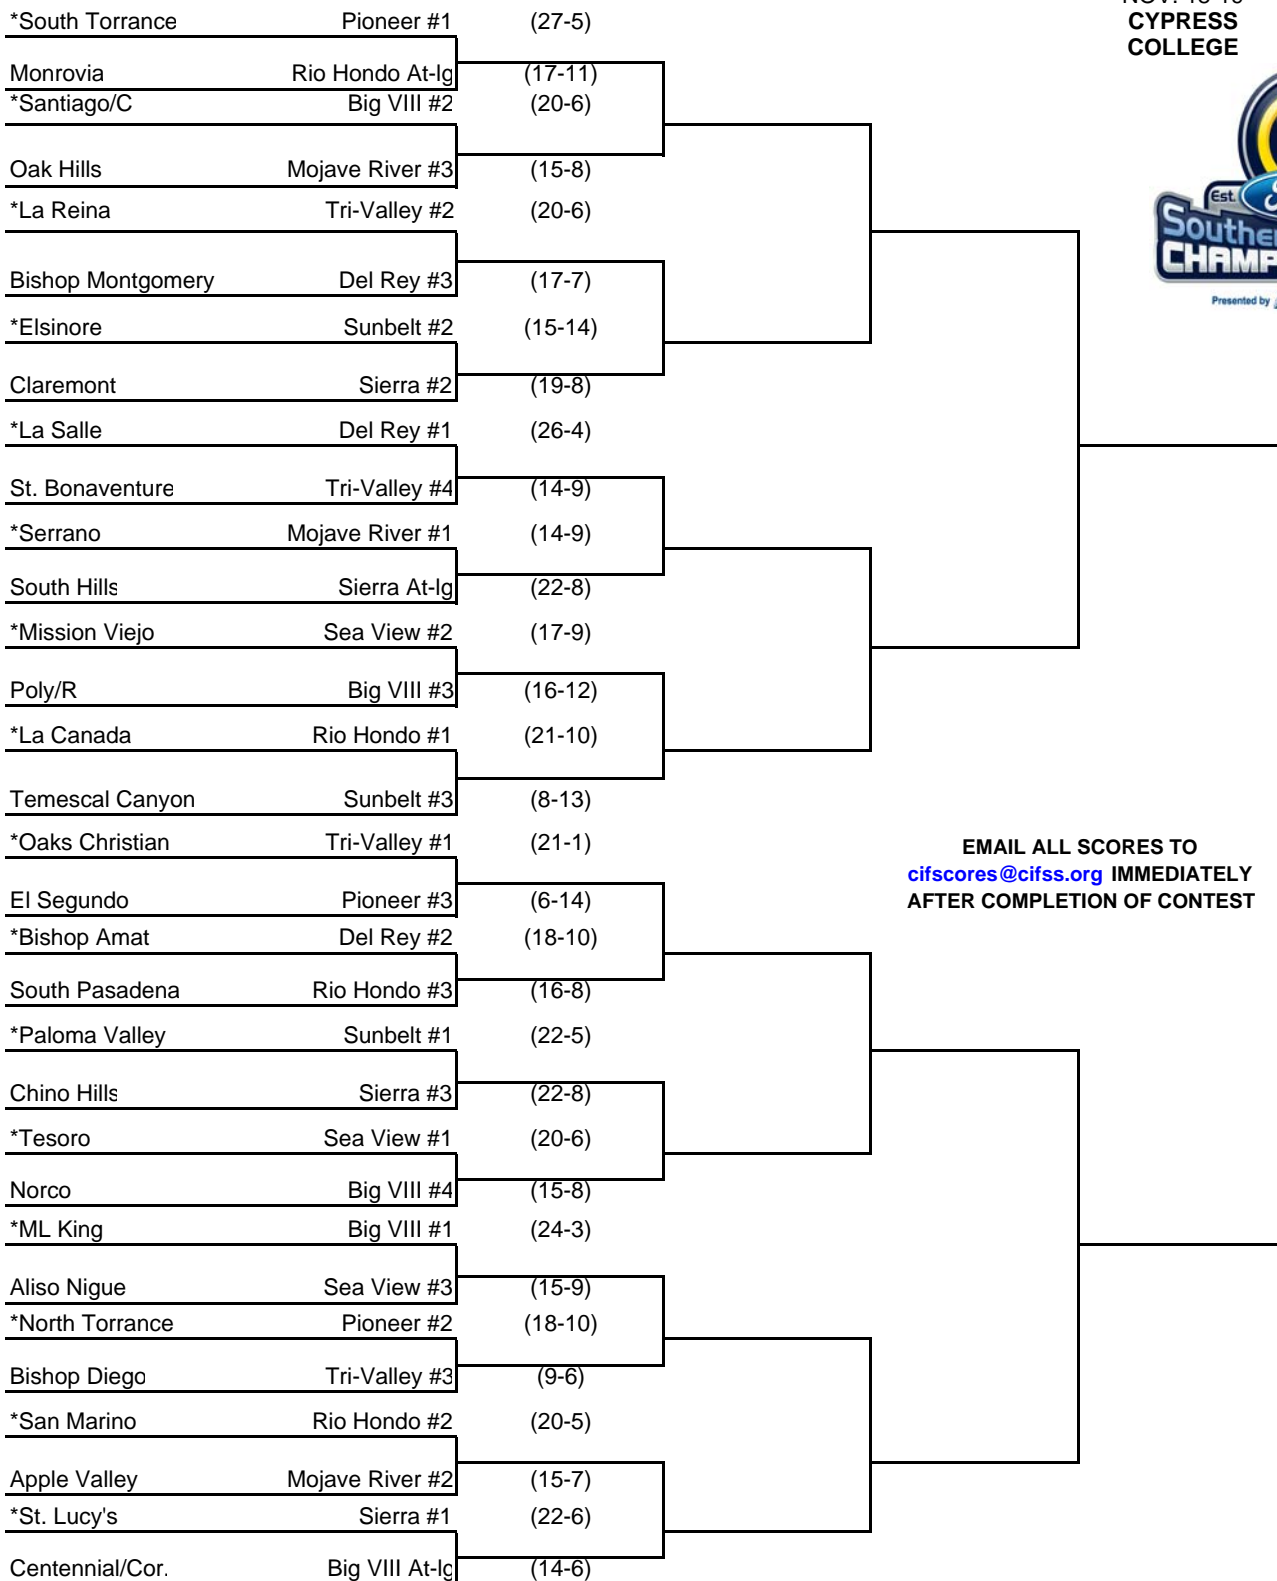 *South Torrance Pioneer #1 (27-5)
CYPRESS
COLLEGE
Monrovia Rio Hondo At-lg (17-11)
*Santiago/C Big VIII #2 (20-6)
Oak Hills Mojave River #3 (15-8)
*La Reina Tri-Valley #2 (20-6)
Est.
Presented by
Bishop Montgomery Del Rey #3 (17-7)
*Elsinore Sunbelt #2 (15-14)
Claremont Sierra #2 (19-8)
*La Salle Del Rey #1 (26-4)
St. Bonaventure Tri-Valley #4 (14-9)
*Serrano Mojave River #1 (14-9)
South Hills Sierra At-lg (22-8)
*Mission Viejo Sea View #2 (17-9)
Poly/R Big VIII #3 (16-12)
*La Canada Rio Hondo #1 (21-10)
Temescal Canyon Sunbelt #3 (8-13)
*Oaks Christian Tri-Valley #1 (21-1)
EMAIL ALL SCORES TO
cifscores@cifss.org IMMEDIATELY
AFTER COMPLETION OF CONTEST
El Segundo Pioneer #3 (6-14)
*Bishop Amat Del Rey #2 (18-10)
South Pasadena Rio Hondo #3 (16-8)
*Paloma Valley Sunbelt #1 (22-5)
Chino Hills Sierra #3 (22-8)
*Tesoro Sea View #1 (20-6)
Norco Big VIII #4 (15-8)
*ML King Big VIII #1 (24-3)
Aliso Nigue Sea View #3 (15-9)
*North Torrance Pioneer #2 (18-10)
Bishop Diego Tri-Valley #3 (9-6)
*San Marino Rio Hondo #2 (20-5)
Apple Valley Mojave River #2 (15-7)
*St. Lucy's Sierra #1 (22-6)
Centennial/Cor. Big VIII At-lg (14-6)